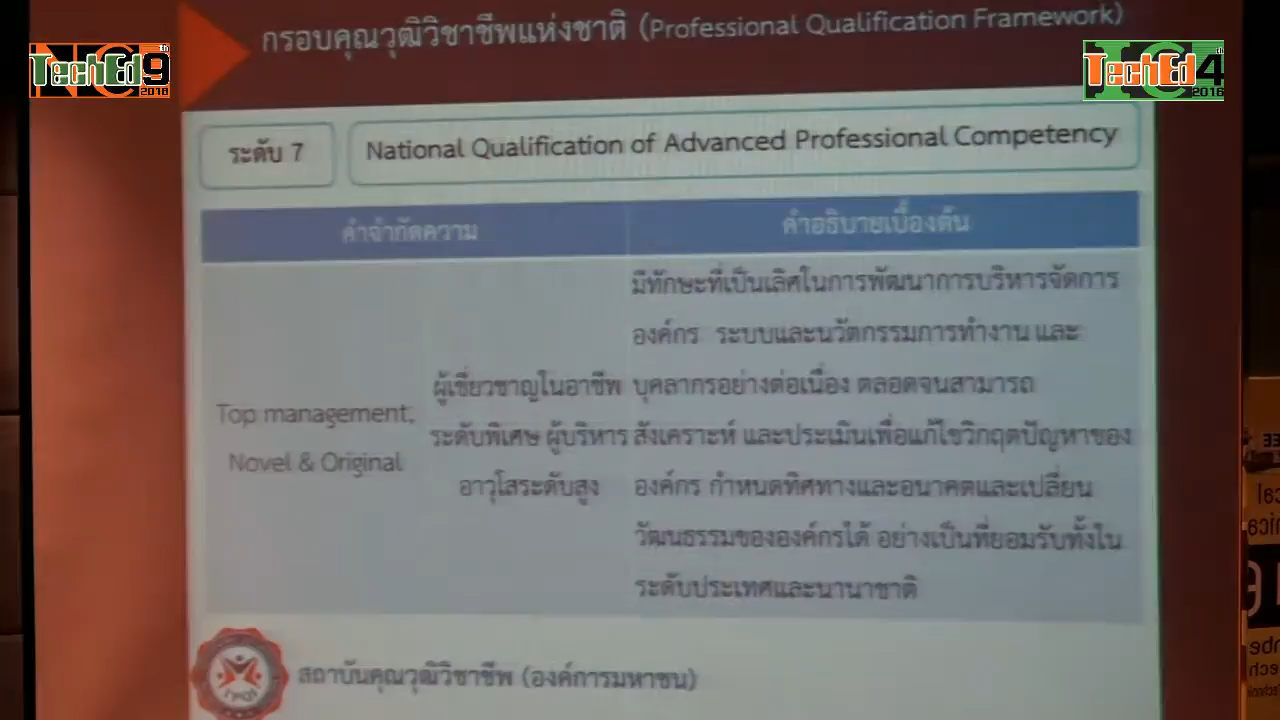 กรอบคุณวุฒิวิชาชีพแห่งชาติ (Professional Qualification Framework)
NC TechEd 9th 2016
IC TechEd 4th 2016
ระดับ 7
National Qualification of Advanced Professional Competency
คำจำกัดความ
คำอธิบายเบื้องต้น
Top management,
Novel & Original
ผู้เชี่ยวชาญในอาชีพ
ระดับพิเศษ ผู้บริหาร
อาวุโสระดับสูง
มีทักษะที่เป็นเลิศในการพัฒนาการบริหารจัดการ
องค์กร ระบบและนวัตกรรมการทำงาน และ
บุคลากรอย่างต่อเนื่อง ตลอดจนสามารถ
สังเคราะห์ และประเมินเพื่อแก้ไขวิกฤตปัญหาของ
องค์กร กำหนดทิศทางและอนาคตและเปลี่ยน
วัฒนธรรมขององค์กรได้ อย่างเป็นที่ยอมรับทั้งใน
ระดับประเทศและนานาชาติ
สถาบันคุณวุฒิวิชาชีพ (องค์การมหาชน)